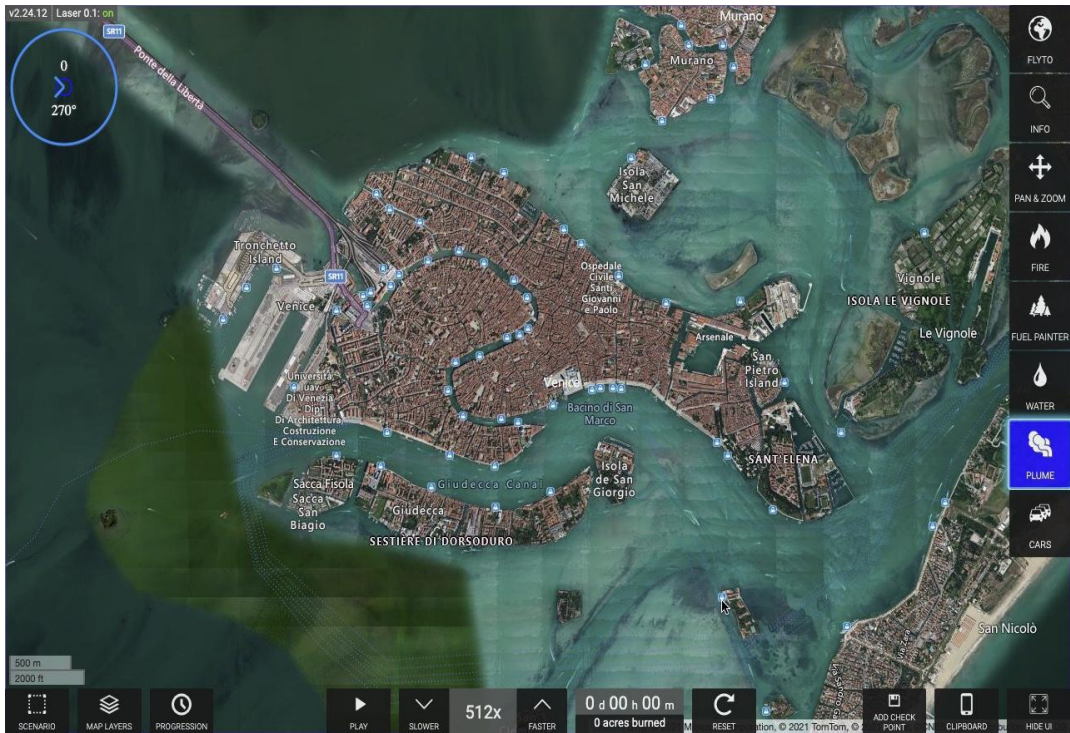 v2.24.12 Laser 0.1: on
0
270°
SR11
Ponte della Libertà
Murano
Murano
Isola
San
Michele
Tronchetto
Island
SR11
Venice
Ospedale
Civile
Santi
Giovanni
e Paolo
Vignole
ISOLA LE VIGNOLE
Le Vignole
Arsenale
San
Pietro
Island
Università
Iuav
Di Venezia
- Dip.
Di Architettura,
Costruzione
E Conservazione
Venice
Bacino di San
Marco
SANT'ELENA
Isola
de San
Giorgio
Sacca Fisola
Sacca
San
Biagio
Giudecca Canal
Giudecca
SESTIERE DI DORSODURO
San Nicolò
FLYTO
INFO
PAN & ZOOM
FIRE
FUEL PAINTER
WATER
PLUME
CARS
500 m
2000 ft
SCENARIO
MAP LAYERS
PROGRESSION
PLAY
SLOWER
512x
FASTER
0 d 00 h 00 m
0 acres burned
RESET
© 2021 TomTom, ©
ADD CHECK
POINT
CLIPBOARD
HIDE UI